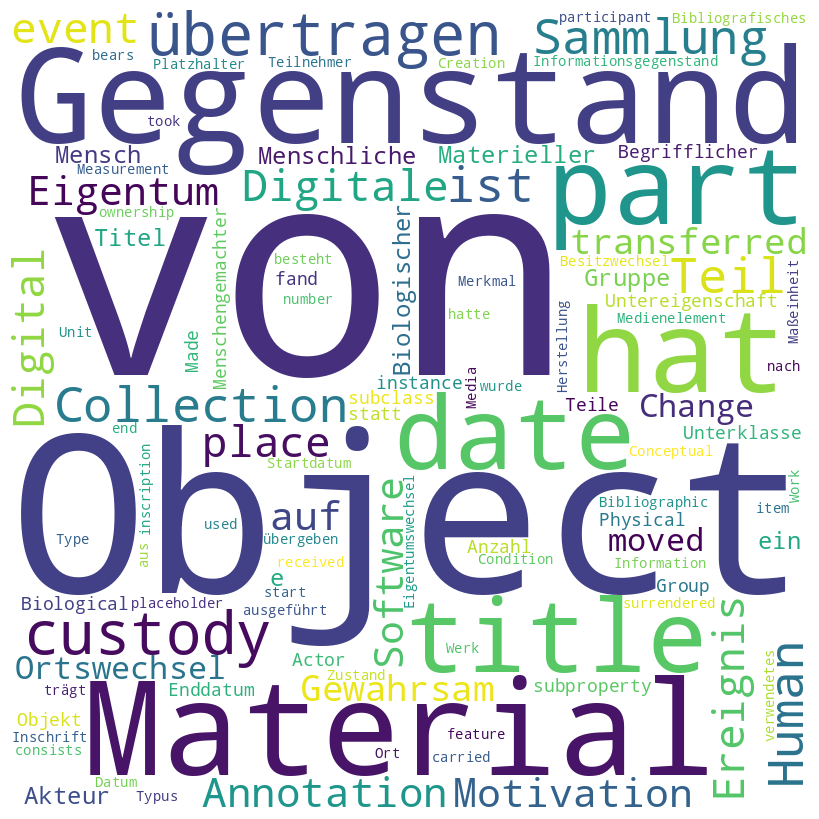 event
übertragen
participant
Bibliografisches
Sammlung
bears
Platzhalter
Teilnehmer
Creation
Informationsgegenstand
Gegenstand
took
Mensch
Measurement
Menschliche
Materieller
Begrifflicher
Eigentum
Digitale
ist
part
ownership
Titel
Menschengemachter
Biologischer
transferred
von
besteht
fand
number
Merkmal
hatte
Besitzwechsel
Gruppe
Teil
Maßeinheit
Untereigenschaft
Medienelement
Digital
Unit
Made
Herstellung
hat
nach
Collection
instance
Media
wurde
subclass
statt
Teile
Change
end
place
date
Unterklasse
Startdatum
Conceptual
Object
inscription
aus
Type
used
auf
übergeben
received
Software
Eigentumswechsel
Anzahl
Condition
Bibliographic
Physical
moved
Information
item
Work
ein
Biological
placeholder
e
start
ausgeführt
Group
surrendered
custody
Actor
Werk
title
Ereignis
Human
verwendetes
Ortswechsel
trägt
Enddatum
Zustand
Gewahrsam
subproperty
Objekt
Inschrift
consists
Material
Ort
feature
carried
Datum
Akteur
Typus
Annotation
Motivation